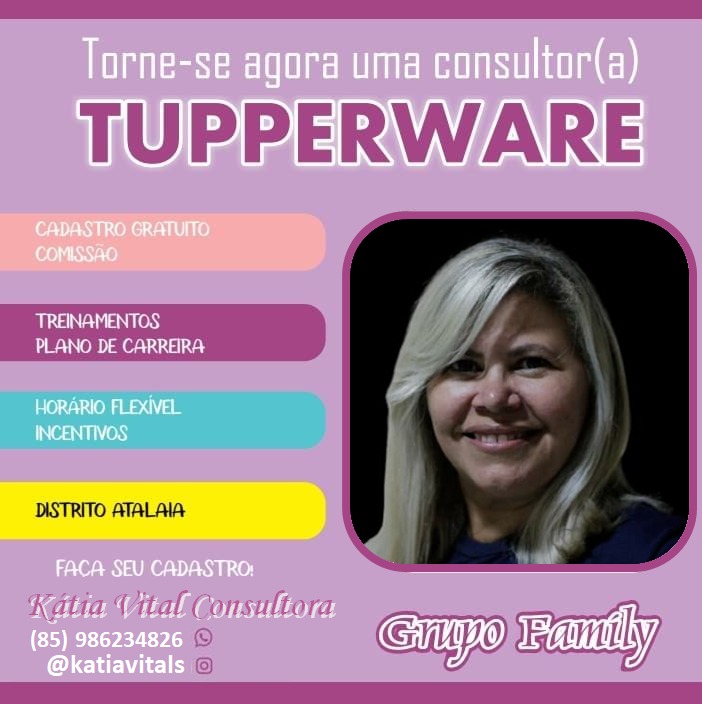 Torne-se agora uma consultor(a)
TUPPERWARE
CADASTRO GRATUITO
COMISSÃO
TREINAMENTOS
PLANO DE CARREIRA
HORÁRIO FLEXÍVEL
INCENTIVOS
DISTRITO ATALAIA
FAÇA SEU CADASTRO!
Kátia Vital Consultora
(85) 986234826
@katiavitals
Grupo Family